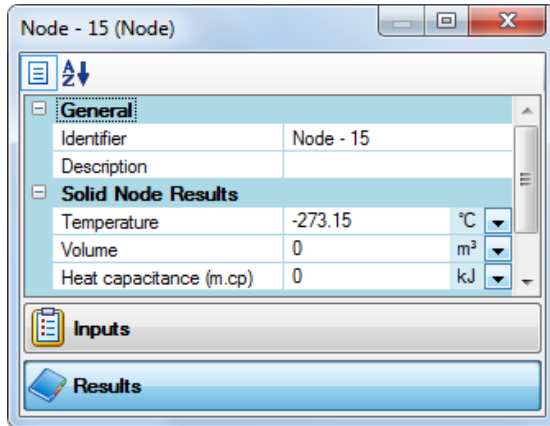 Node - 15 (Node)
General
Identifier Node - 15
Description
Solid Node Results
Temperature -273.15 °C
Volume 0 m³
Heat capacitance (m.cp) 0 kJ
Inputs
Results